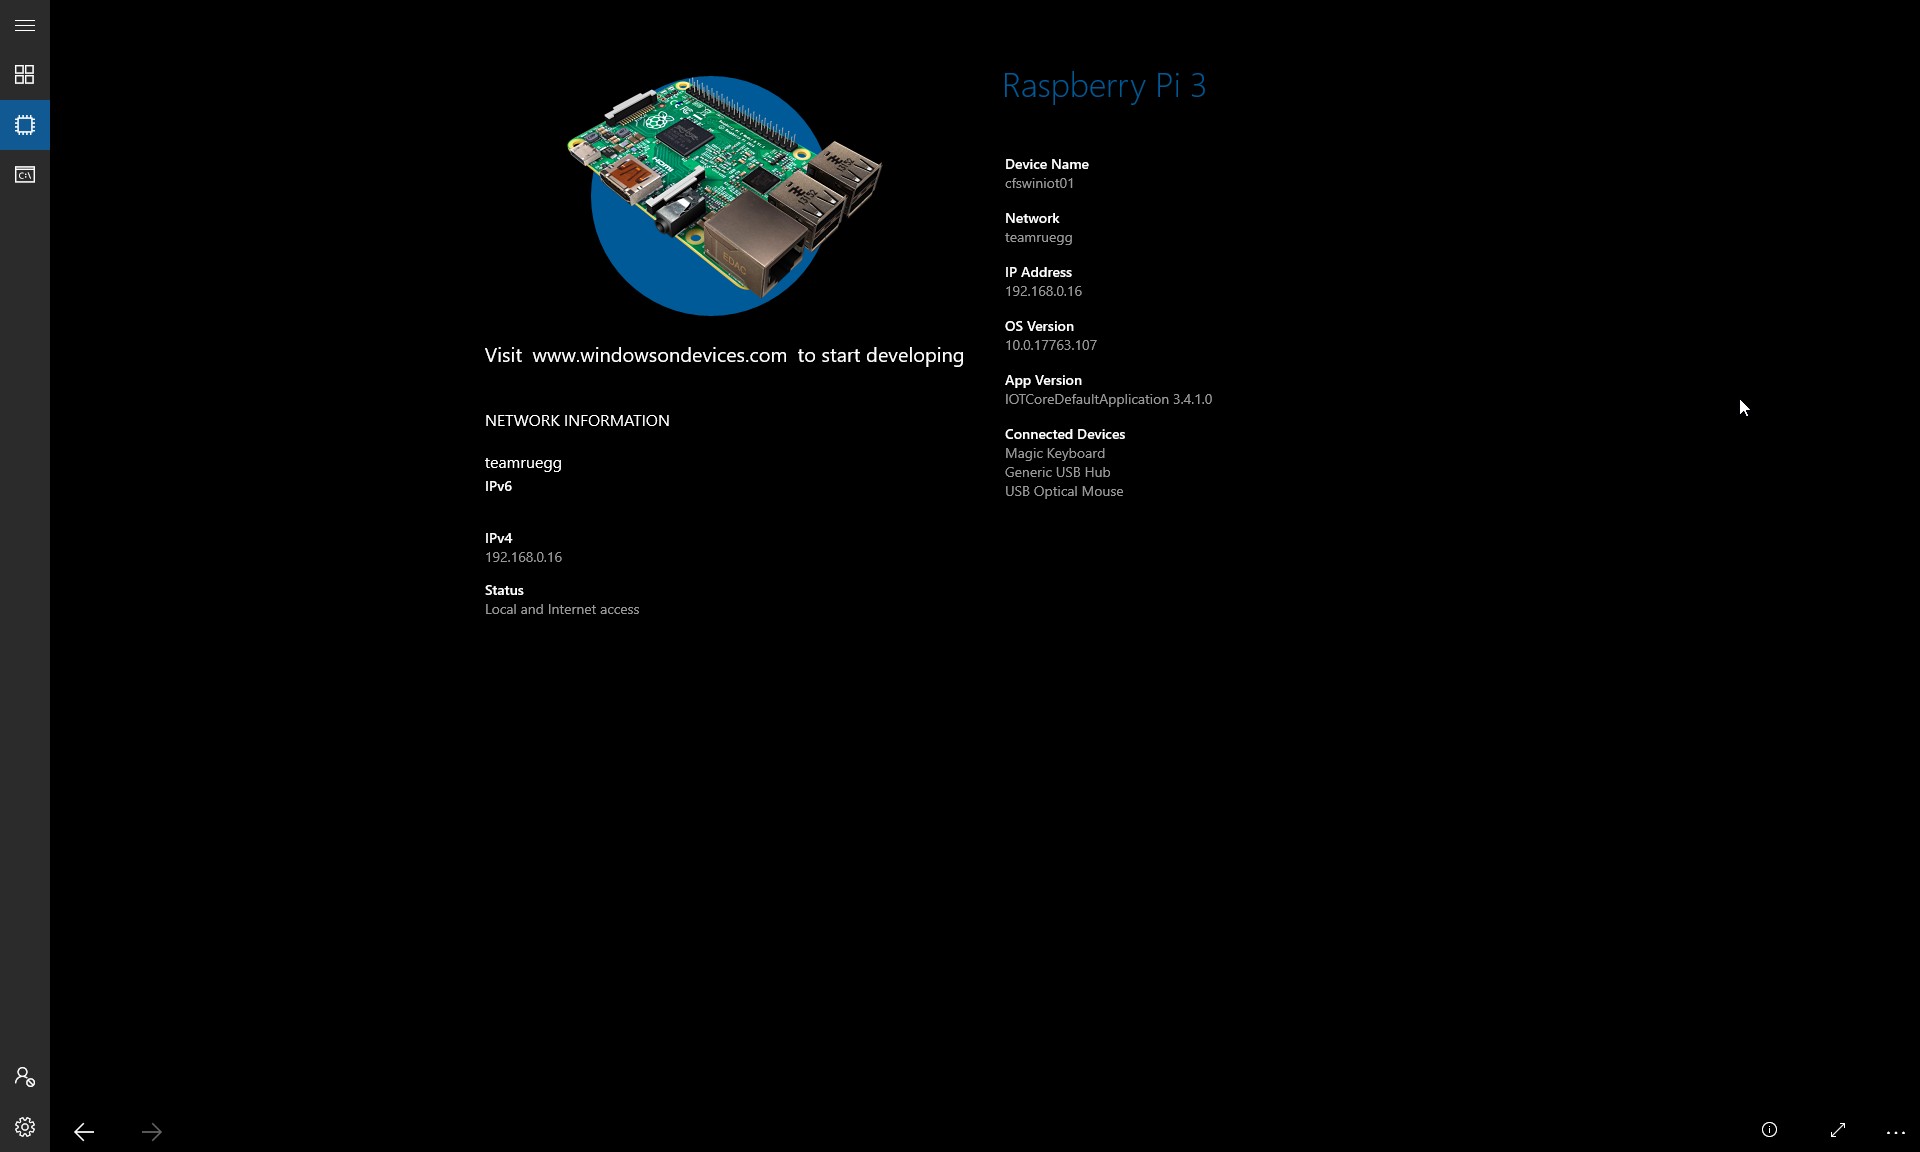 Raspberry Pi 3
HDMI
EDAC
Visit www.windowsondevices.com to start developing
NETWORK INFORMATION
teamruegg
IPv6
IPv4
192.168.0.16
Status
Local and Internet access
Device Name
cfswiniot01
Network
teamruegg
IP Address
192.168.0.16
OS Version
10.0.17763.107
App Version
IOTCoreDefaultApplication 3.4.1.0
Connected Devices
Magic Keyboard
Generic USB Hub
USB Optical Mouse
C:\